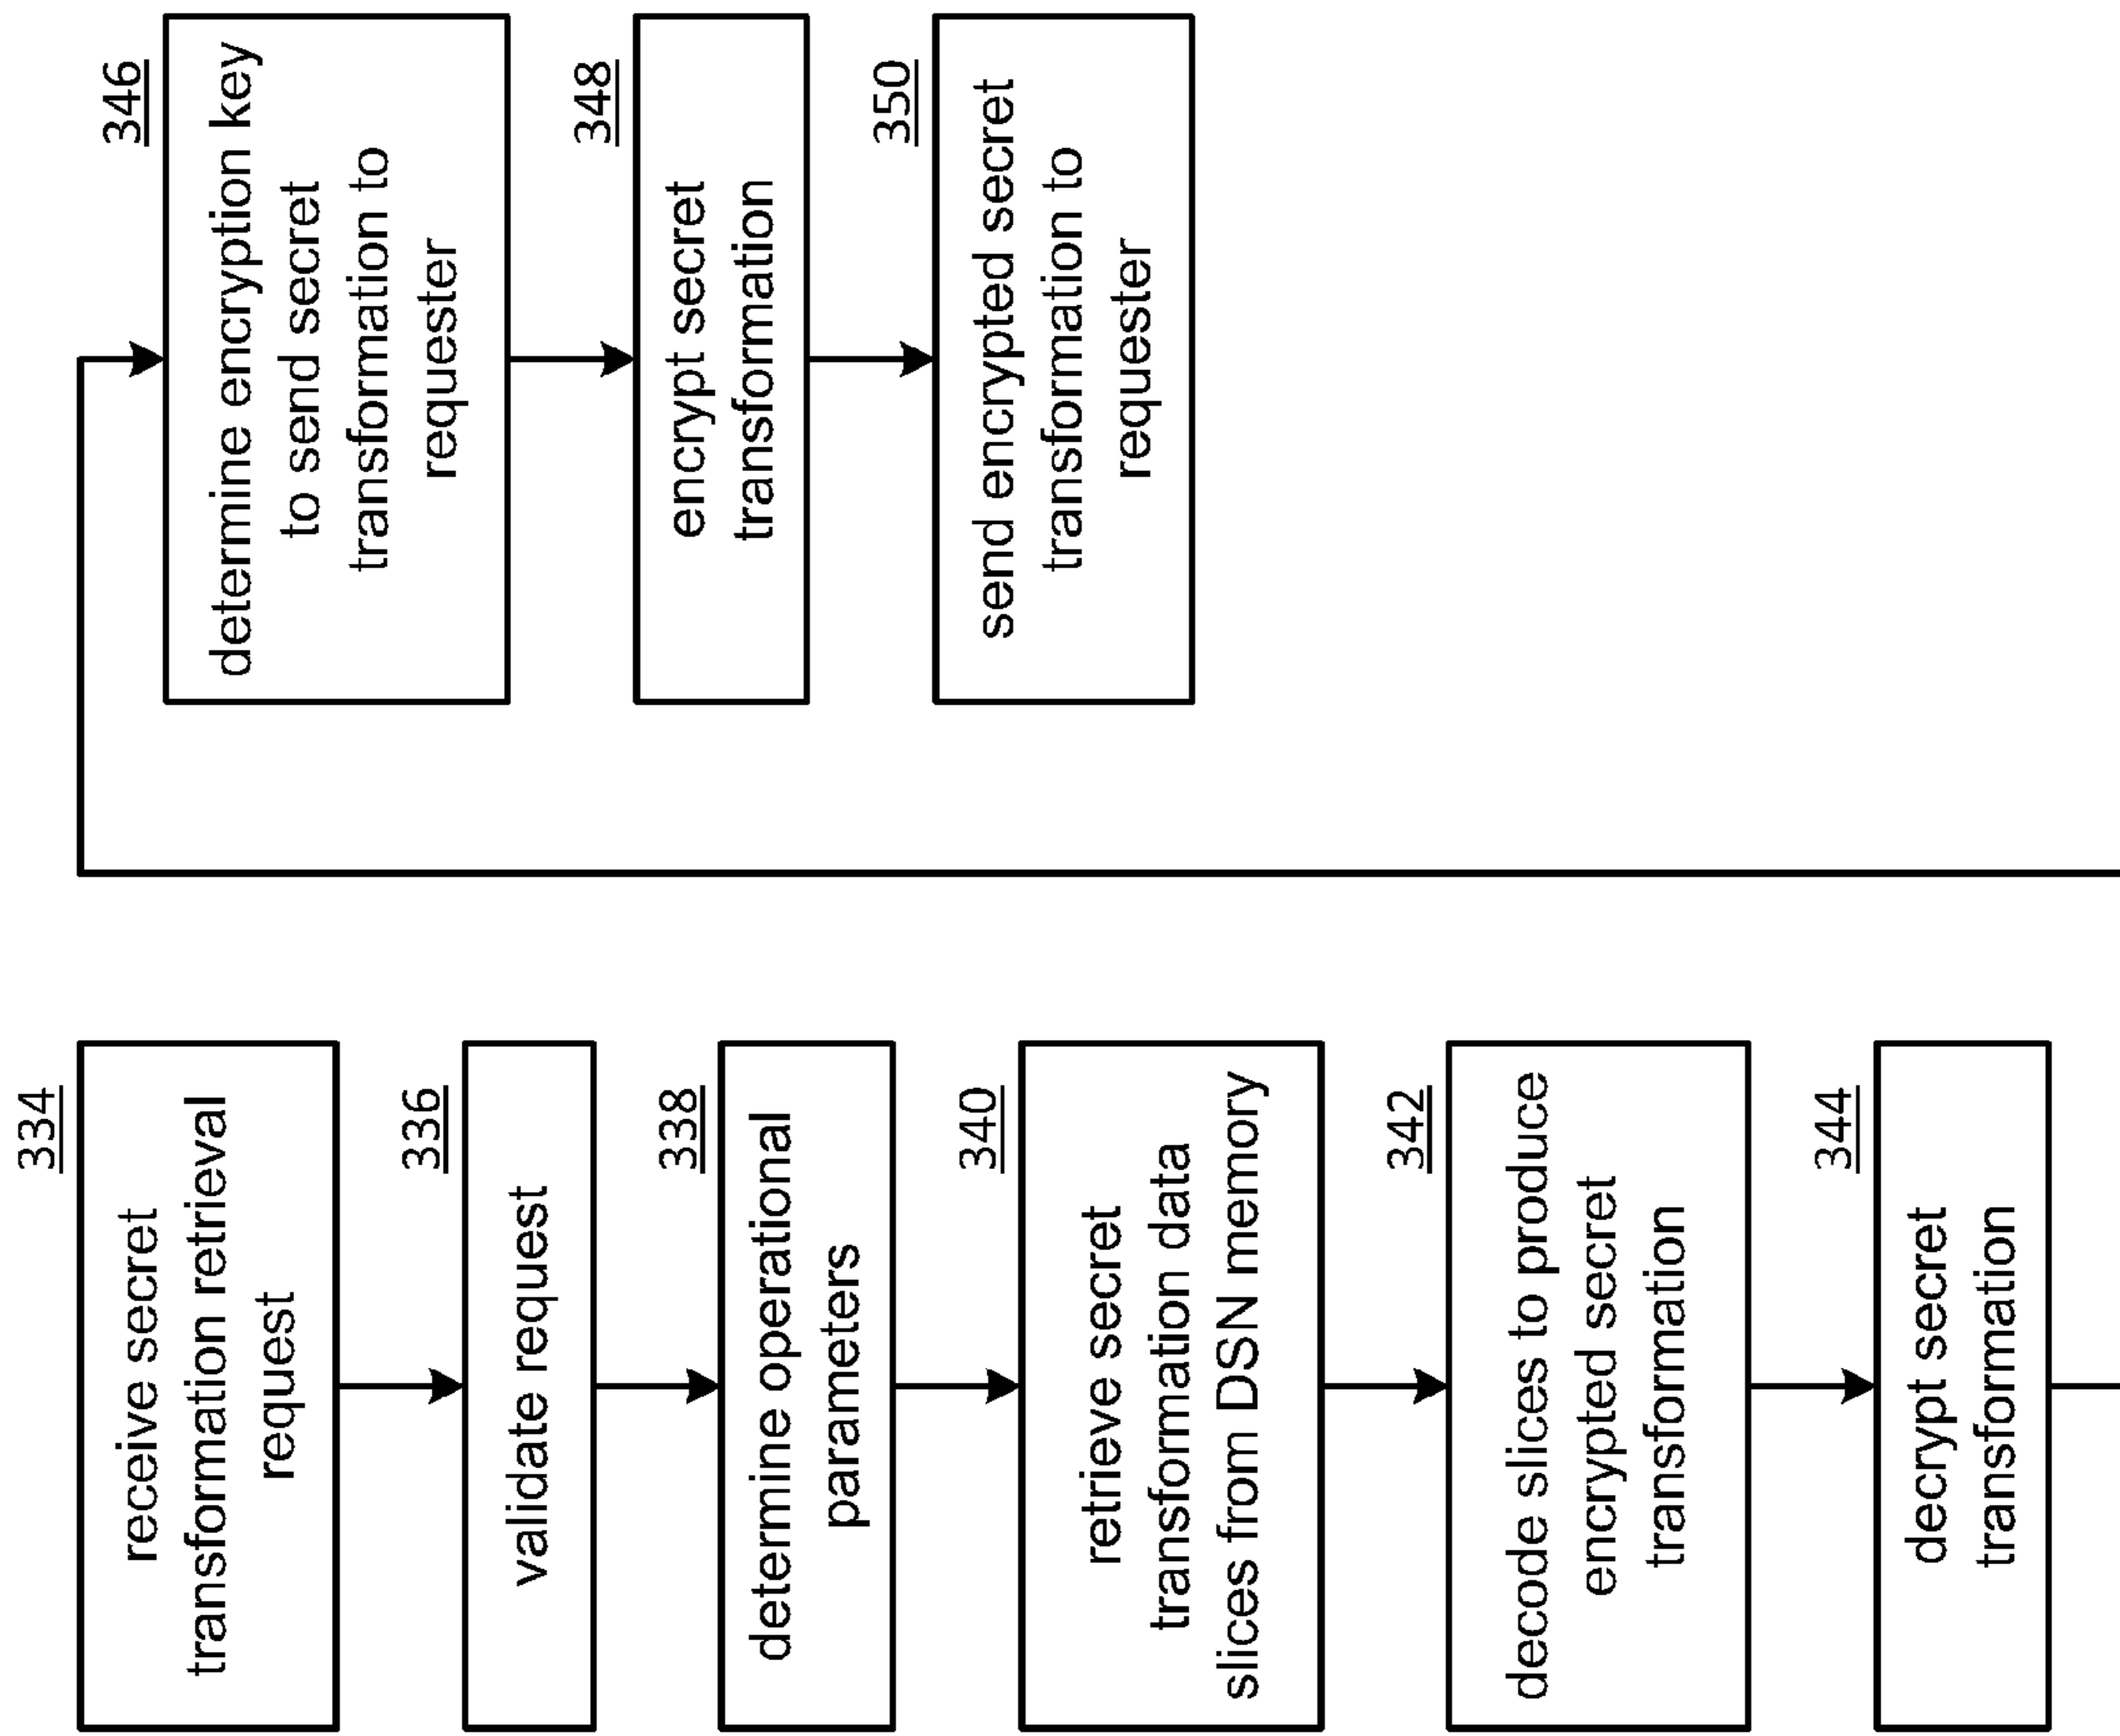 334
receive secret
transformation retrieval
request
336
validate request
338
determine operational
parameters
340
retrieve secret
transformation data
slices from DSN memory
342
decode slices to produce
encrypted secret
transformation
344
decrypt secret
transformation
346
determine encryption key
to send secret
transformation to
requester
348
encrypt secret
transformation
350
send encrypted secret
transformation to
requester